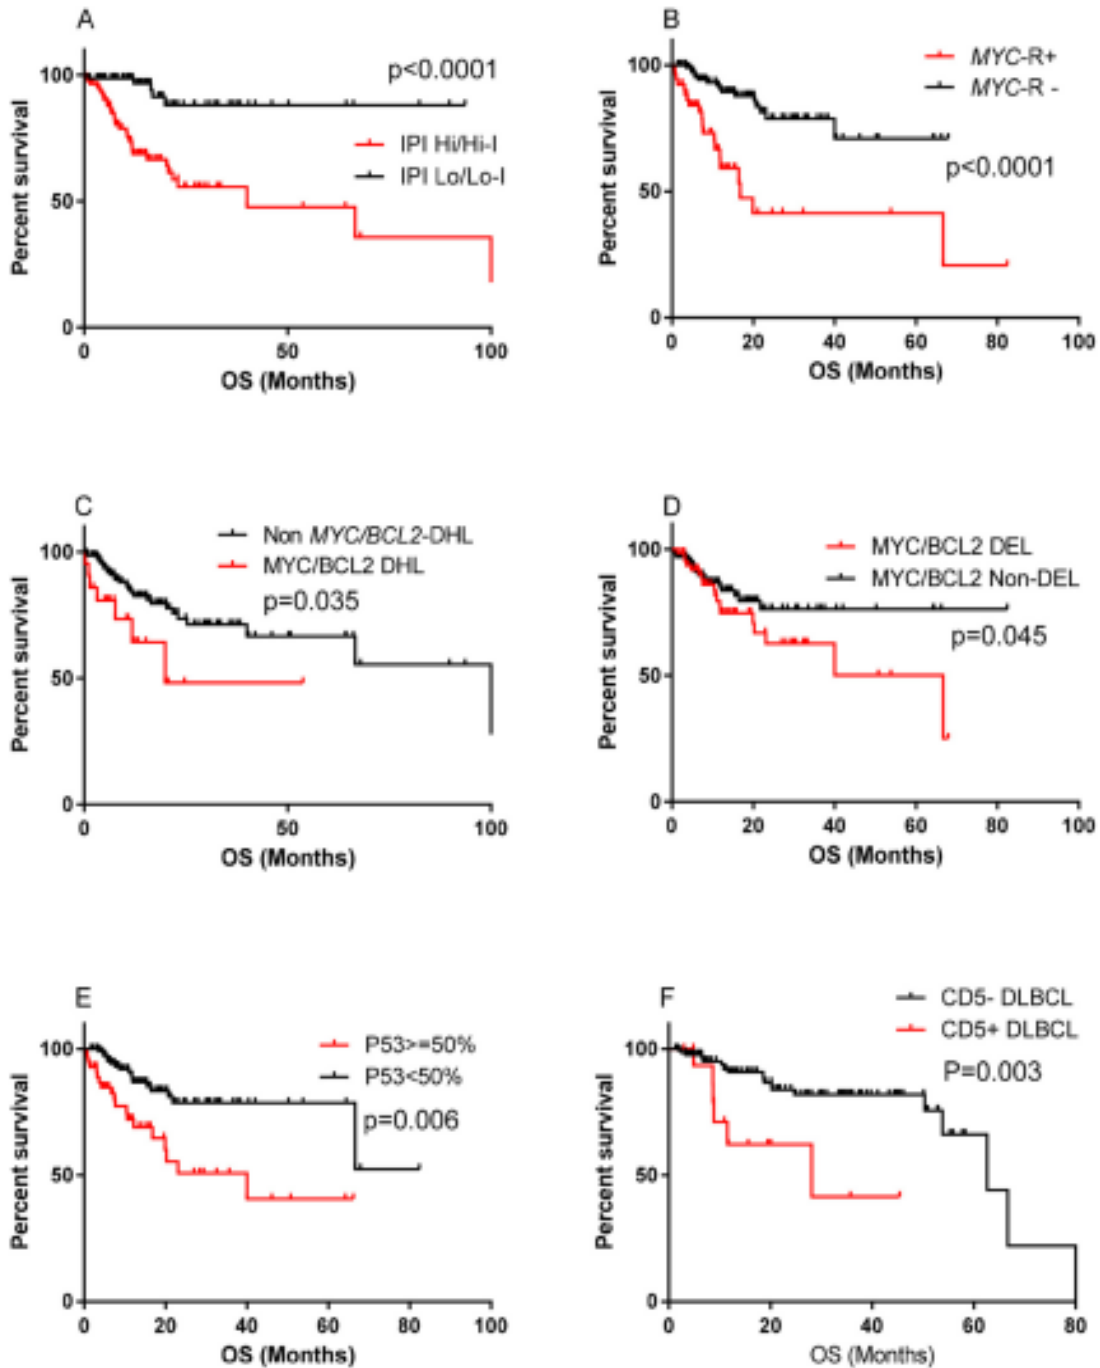 A
100
50
0
Percent survival
p<0.0001
IPI Hi/Hi-I
IPI Lo/Lo-I
0 50 100
OS (Months)
B
100
50
0
Percent survival
MYC-R+
MYC-R -
p<0.0001
0 20 40 60 80 100
OS (Months)
C
100
50
0
Percent survival
Non MYC/BCL2-DHL
MYC/BCL2 DHL
p=0.035
0 50 100
OS (Months)
D
100
50
0
Percent survival
MYC/BCL2 DEL
MYC/BCL2 Non-DEL
p=0.045
0 20 40 60 80 100
OS (Months)
E
100
50
0
Percent survival
P53>=50%
P53<50%
p=0.006
0 20 40 60 80 100
OS (Months)
F
100
50
0
Percent survival
CD5- DLBCL
CD5+ DLBCL
P=0.003
0 20 40 60 80
OS (Months)